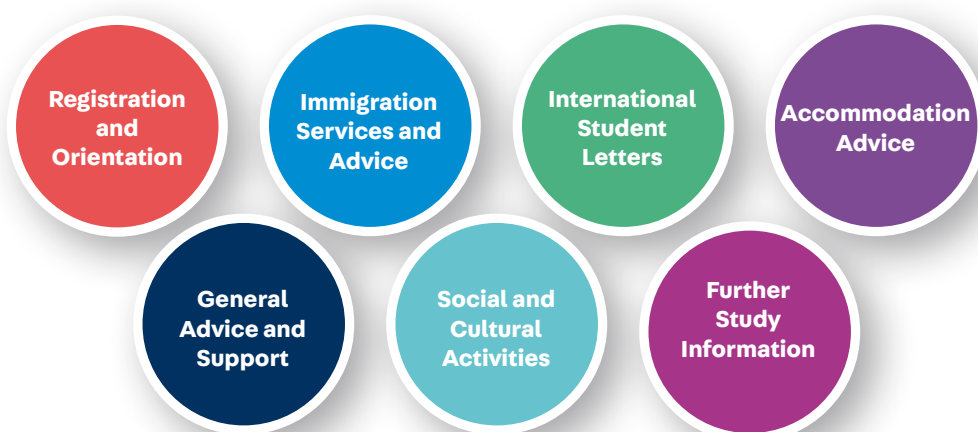 Registration
and
Orientation
Immigration
Services and
Advice
International
Student
Letters
Accommodation
Advice
General
Advice and
Support
Social and
Cultural
Activities
Further
Study
Information